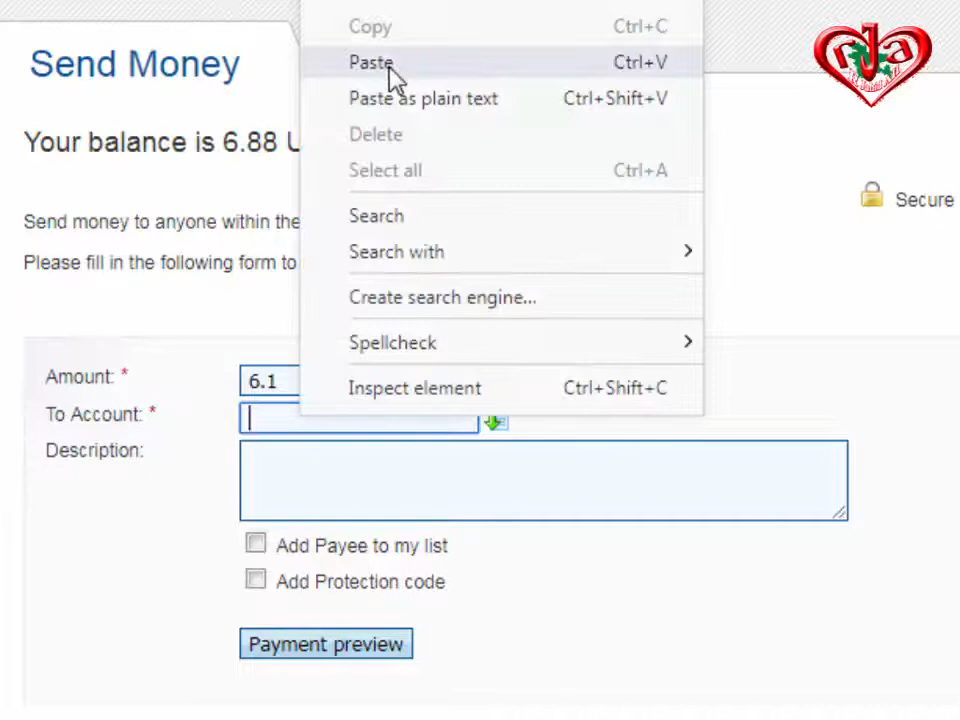 Copy Ctrl+C
Send Money
Paste Ctrl+V
Paste as plain text Ctrl+Shift+V
Your balance is 6.88 U
Delete
Select all Ctrl+A
Secure
Send money to anyone within the
Search
Search with
Please fill in the following form to
Create search engine...
Spellcheck
Amount: * 6.1
Inspect element Ctrl+Shift+C
To Account: *
Description:
Add Payee to my list
Add Protection code
Payment preview
rja